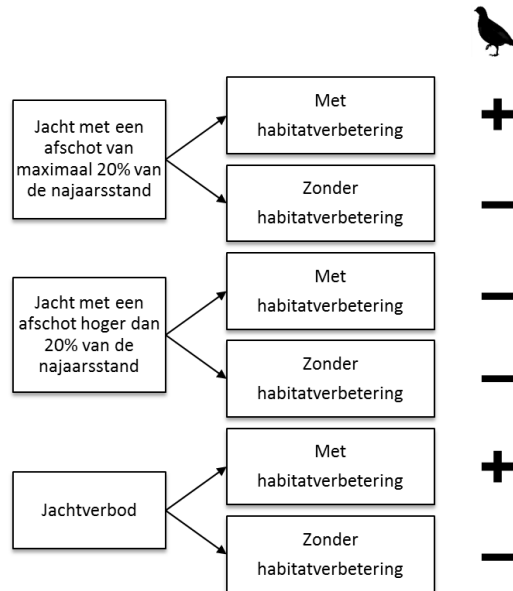 Jacht met een
afschot van
maximaal 20% van
de najaarsstand
Met
habitatverbetering
+
Zonder
habitatverbetering
–
Jacht met een
afschot hoger dan
20% van de
najaarsstand
Met
habitatverbetering
–
Zonder
habitatverbetering
–
Jachtverbod
Met
habitatverbetering
+
Zonder
habitatverbetering
–